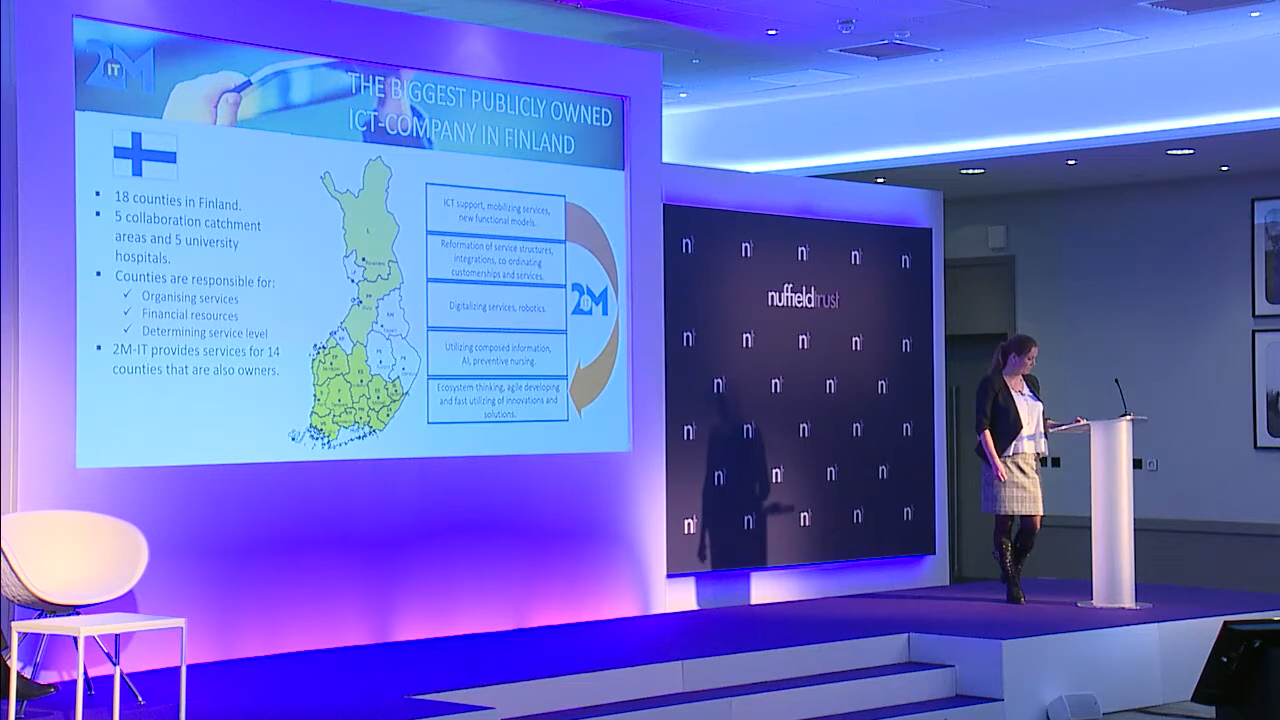 2M
IT
THE BIGGEST PUBLICLY OWNED
ICT-COMPANY IN FINLAND
18 counties in Finland.
5 collaboration catchment
areas and 5 university
hospitals.
Counties are responsible for:
Organising services
Financial resources
Determining service level
2M-IT provides services for 14
counties that are also owners.
ICT support, mobilizing services,
new functional models.
Reformation of service structures,
integrations, co-ordinating
customerships and services.
Digitalizing services, robotics.
Utilizing composed information,
AI, preventive nursing.
Ecosystem thinking, agile developing
and fast utilizing of innovations and
solutions.
2M
IT
nuffieldtrust